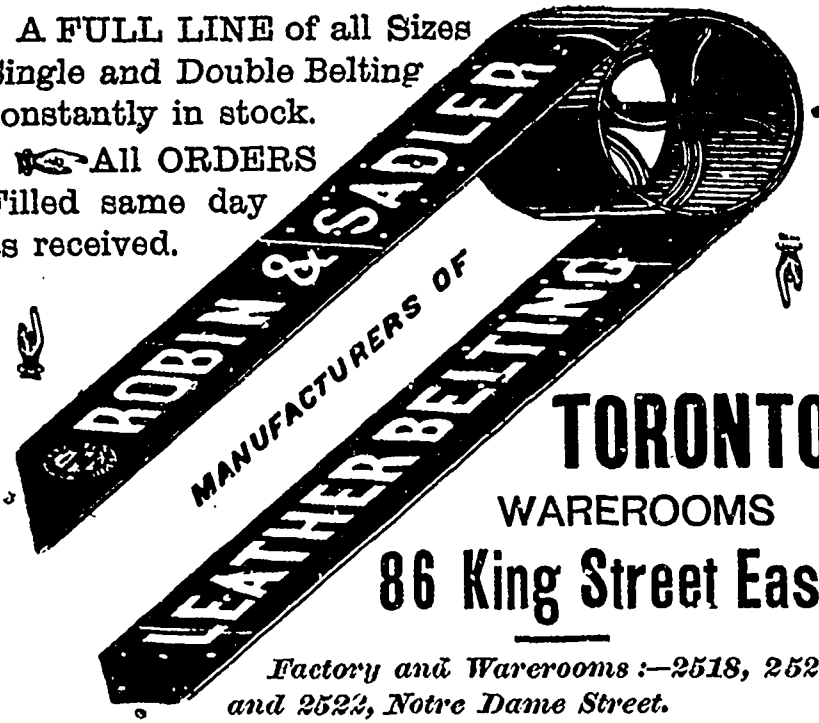 A FULL LINE of all Sizes
Single and Double Belting
constantly in stock.
All ORDERS
Filled same day
as received.
ROBIN & SADLER
MANUFACTURERS OF
LEATHER BELTING
TORONTO
WAREROOMS
86 King Street Eas
Factory and Warerooms :—2518, 252
and 2522, Notre Dame Street.